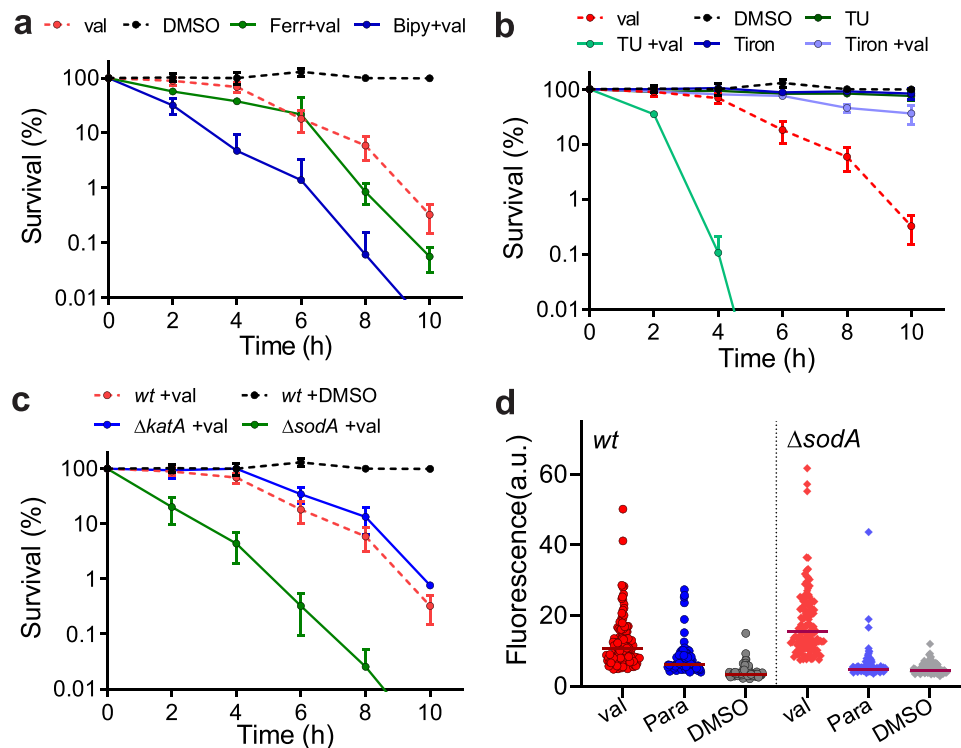 a
val DMSO Ferr+val Bipy+val
Survival (%)
100
10
1
0.1
0.01
0 2 4 6 8 10
Time (h)
b
val DMSO TU
TU +val Tiron Tiron +val
Survival (%)
100
10
1
0.1
0.01
0 2 4 6 8 10
Time (h)
c
wt +val wt +DMSO
ΔkatA +val ΔsodA +val
Survival (%)
100
10
1
0.1
0.01
0 2 4 6 8 10
Time (h)
d
wt ΔsodA
Fluorescence(a.u.)
60
40
20
0
val Para DMSO val Para DMSO